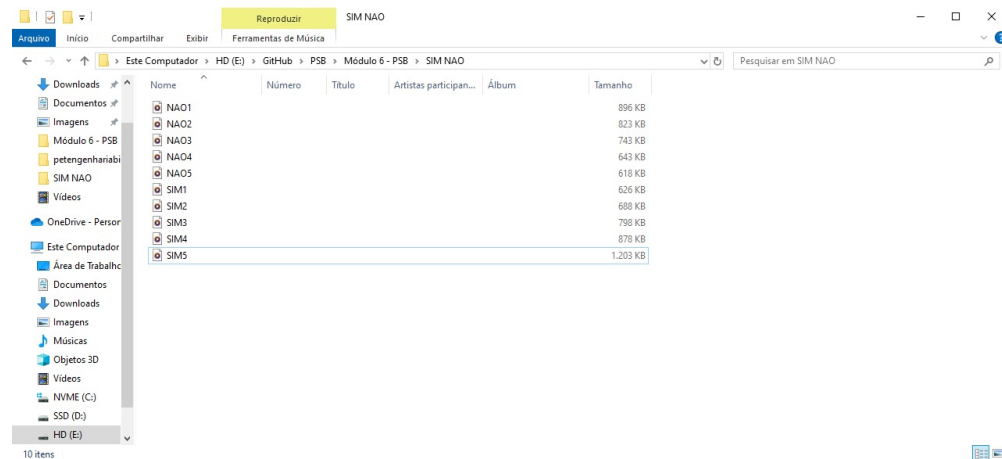 Reproduzir SIM NAO
Arquivo Início Compartilhar Exibir Ferramentas de Música
Este Computador > HD (E:) > GitHub > PSB > Módulo 6 - PSB > SIM NAO Pesquisar em SIM NAO
Nome Número Título Artistas participan... Álbum Tamanho
NAO1 896 KB
NAO2 823 KB
NAO3 743 KB
NAO4 643 KB
NAO5 618 KB
SIM1 626 KB
SIM2 688 KB
SIM3 798 KB
SIM4 878 KB
SIM5 1.203 KB
Downloads
Documentos
Imagens
Módulo 6 - PSB
petengenhariabi
SIM NAO
Vídeos
OneDrive - Person
Este Computador
Área de Trabalho
Documentos
Downloads
Imagens
Músicas
Objetos 3D
Vídeos
NVME (C:)
SSD (D:)
HD (E:)
10 itens